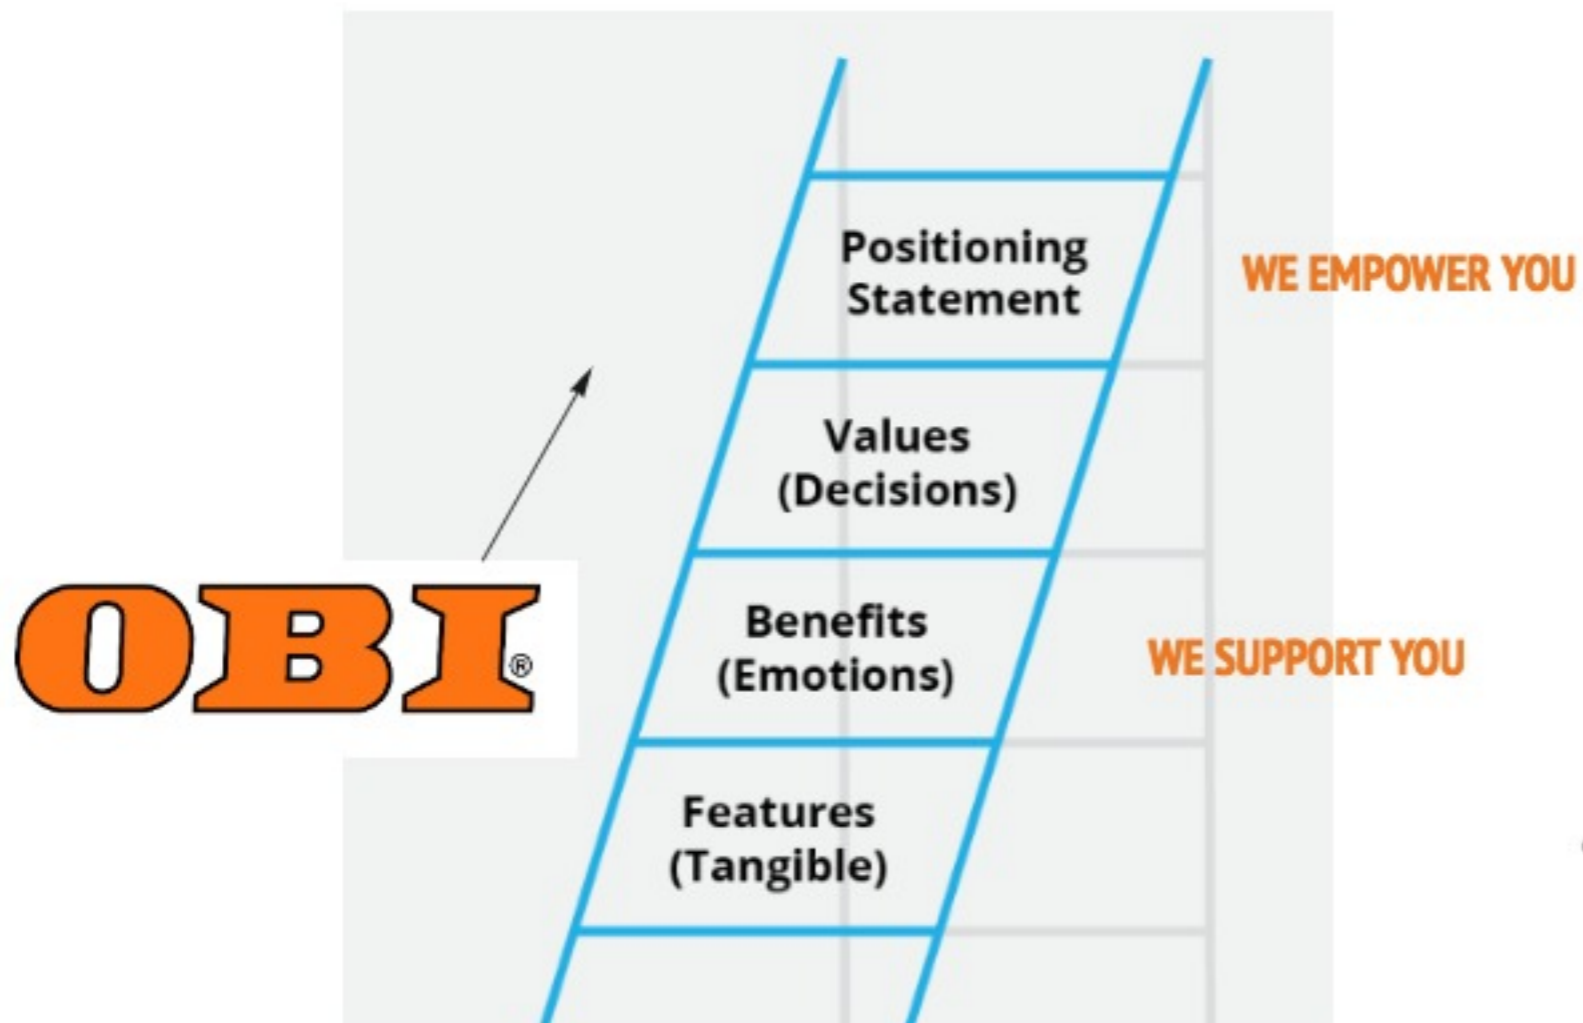 Positioning
Statement
WE EMPOWER YOU
Values
(Decisions)
OBI®
Benefits
(Emotions)
WE SUPPORT YOU
Features
(Tangible)